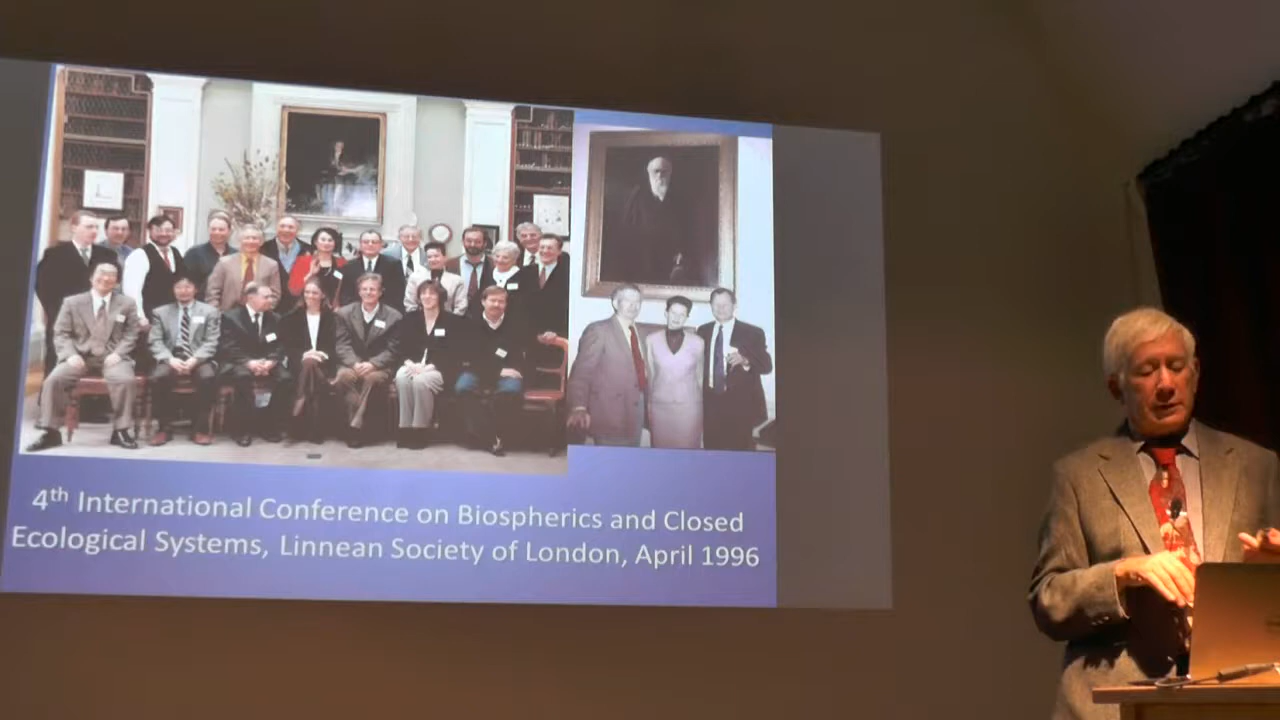 4th International Conference on Biospherics and Closed
Ecological Systems, Linnean Society of London, April 1996